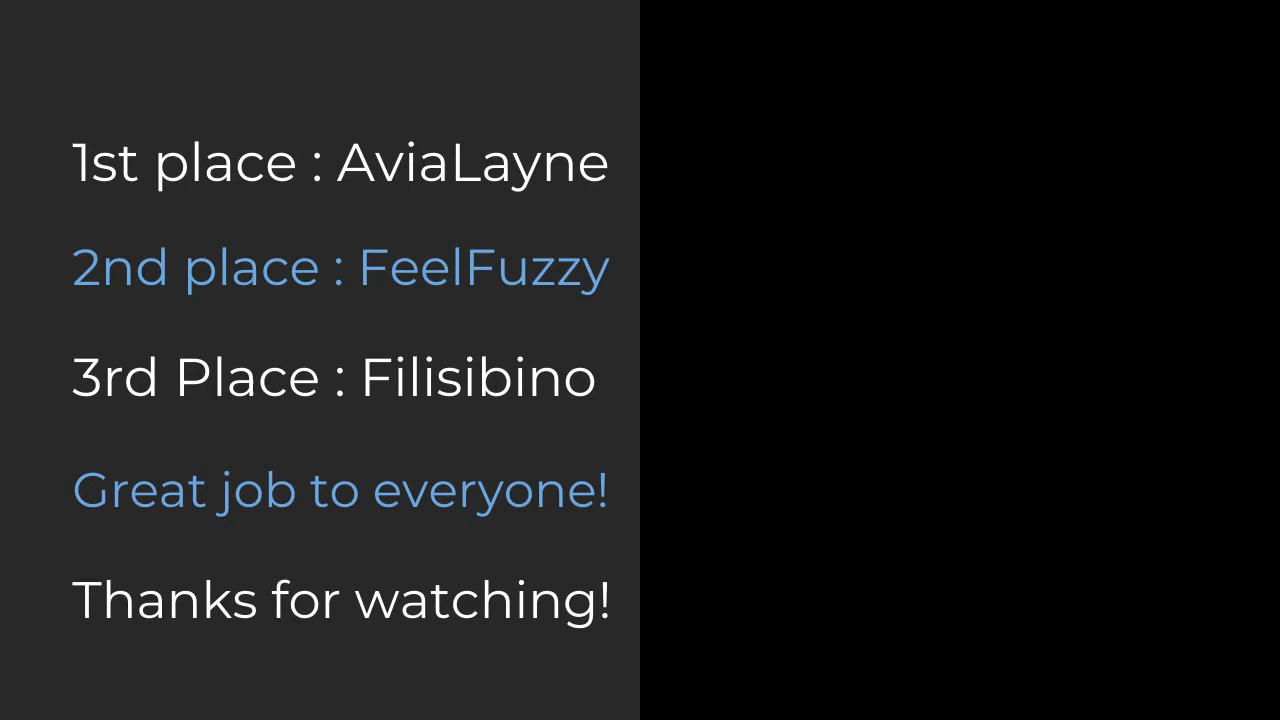 1st place : AviaLayne
2nd place : FeelFuzzy
3rd Place : Filisibino
Great job to everyone!
Thanks for watching!